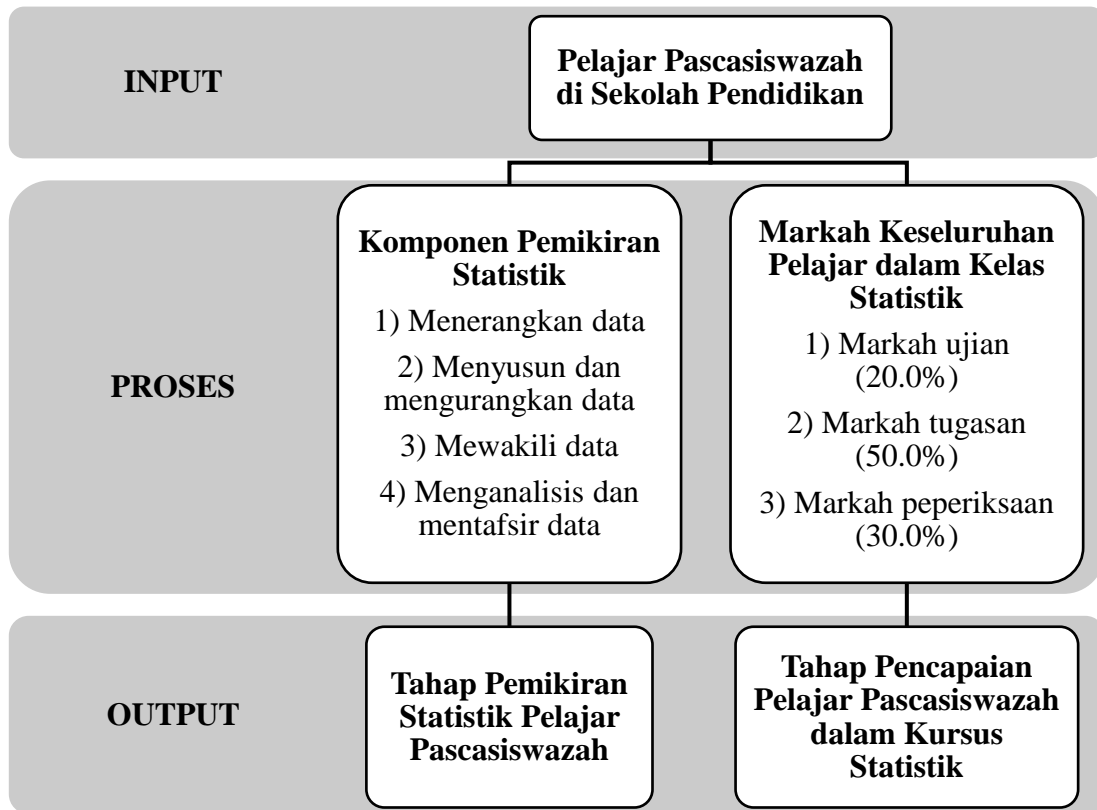 INPUT
Pelajar Pascasiswazah
di Sekolah Pendidikan
PROSES
Komponen Pemikiran
Statistik
1) Menerangkan data
2) Menyusun dan
mengurangkan data
3) Mewakili data
4) Menganalisis dan
mentafsir data
Markah Keseluruhan
Pelajar dalam Kelas
Statistik
1) Markah ujian
(20.0%)
2) Markah tugasan
(50.0%)
3) Markah peperiksaan
(30.0%)
OUTPUT
Tahap Pemikiran
Statistik Pelajar
Pascasiswazah
Tahap Pencapaian
Pelajar Pascasiswazah
dalam Kursus
Statistik